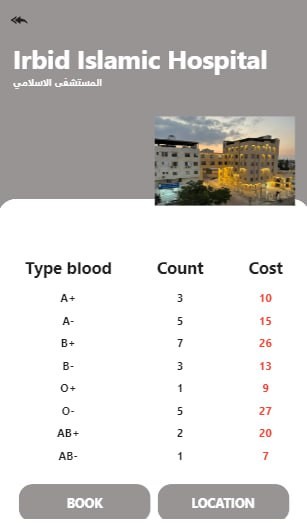 Irbid Islamic Hospital
المستشفى الاسلامي
Type blood Count Cost
A+ 3 10
A- 5 15
B+ 7 26
B- 3 13
O+ 1 9
O- 5 27
AB+ 2 20
AB- 1 7
BOOK LOCATION